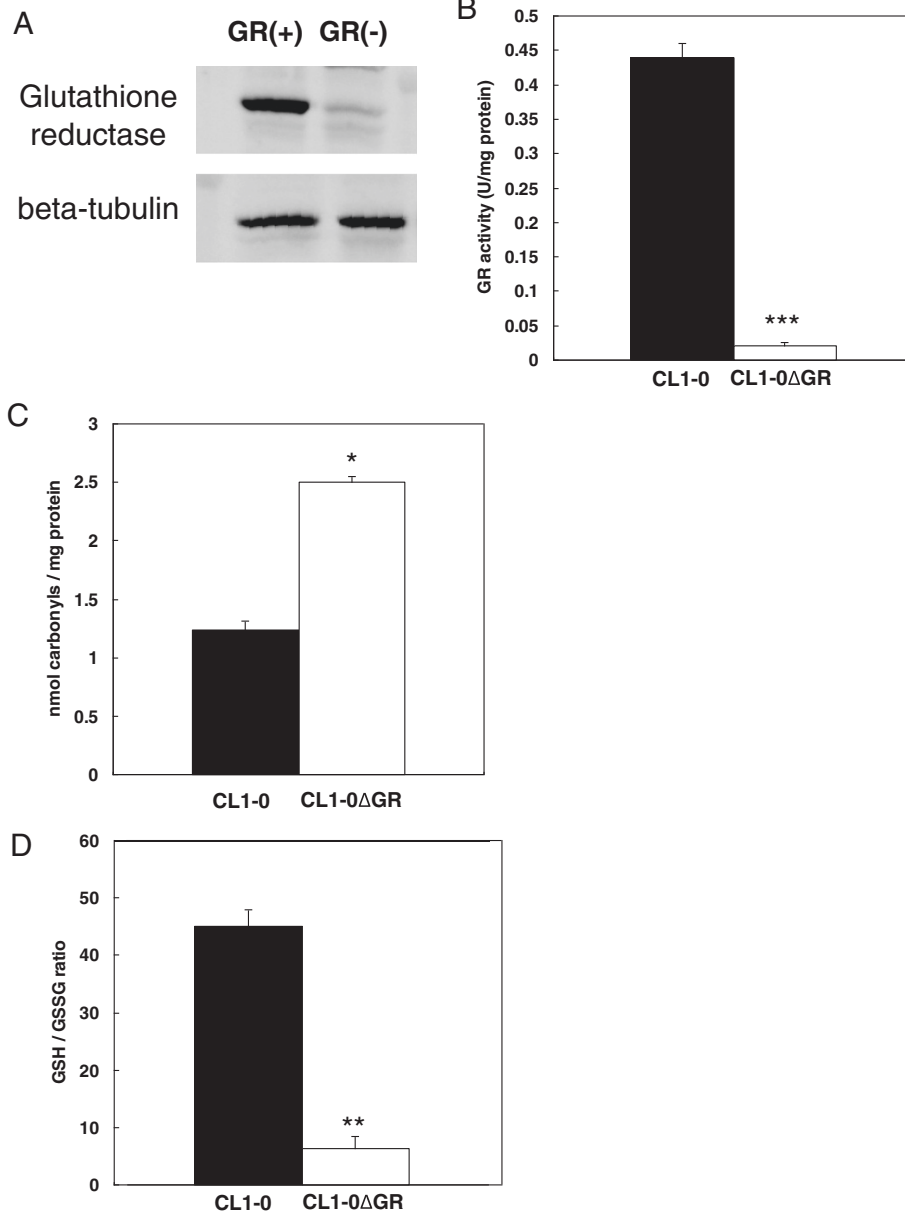 A
GR(+) GR(-)
Glutathione
reductase
beta-tubulin
B
GR activity (U/mg protein)
0.45
0.4
0.35
0.3
0.25
0.2
0.15
0.1
0.05
0
***
CL1-0 CL1-0ΔGR
C
nmol carbonyls / mg protein
3
2.5
2
1.5
1
0.5
0
*
CL1-0 CL1-0ΔGR
D
GSH / GSSG ratio
60
50
40
30
20
10
0
**
CL1-0 CL1-0ΔGR